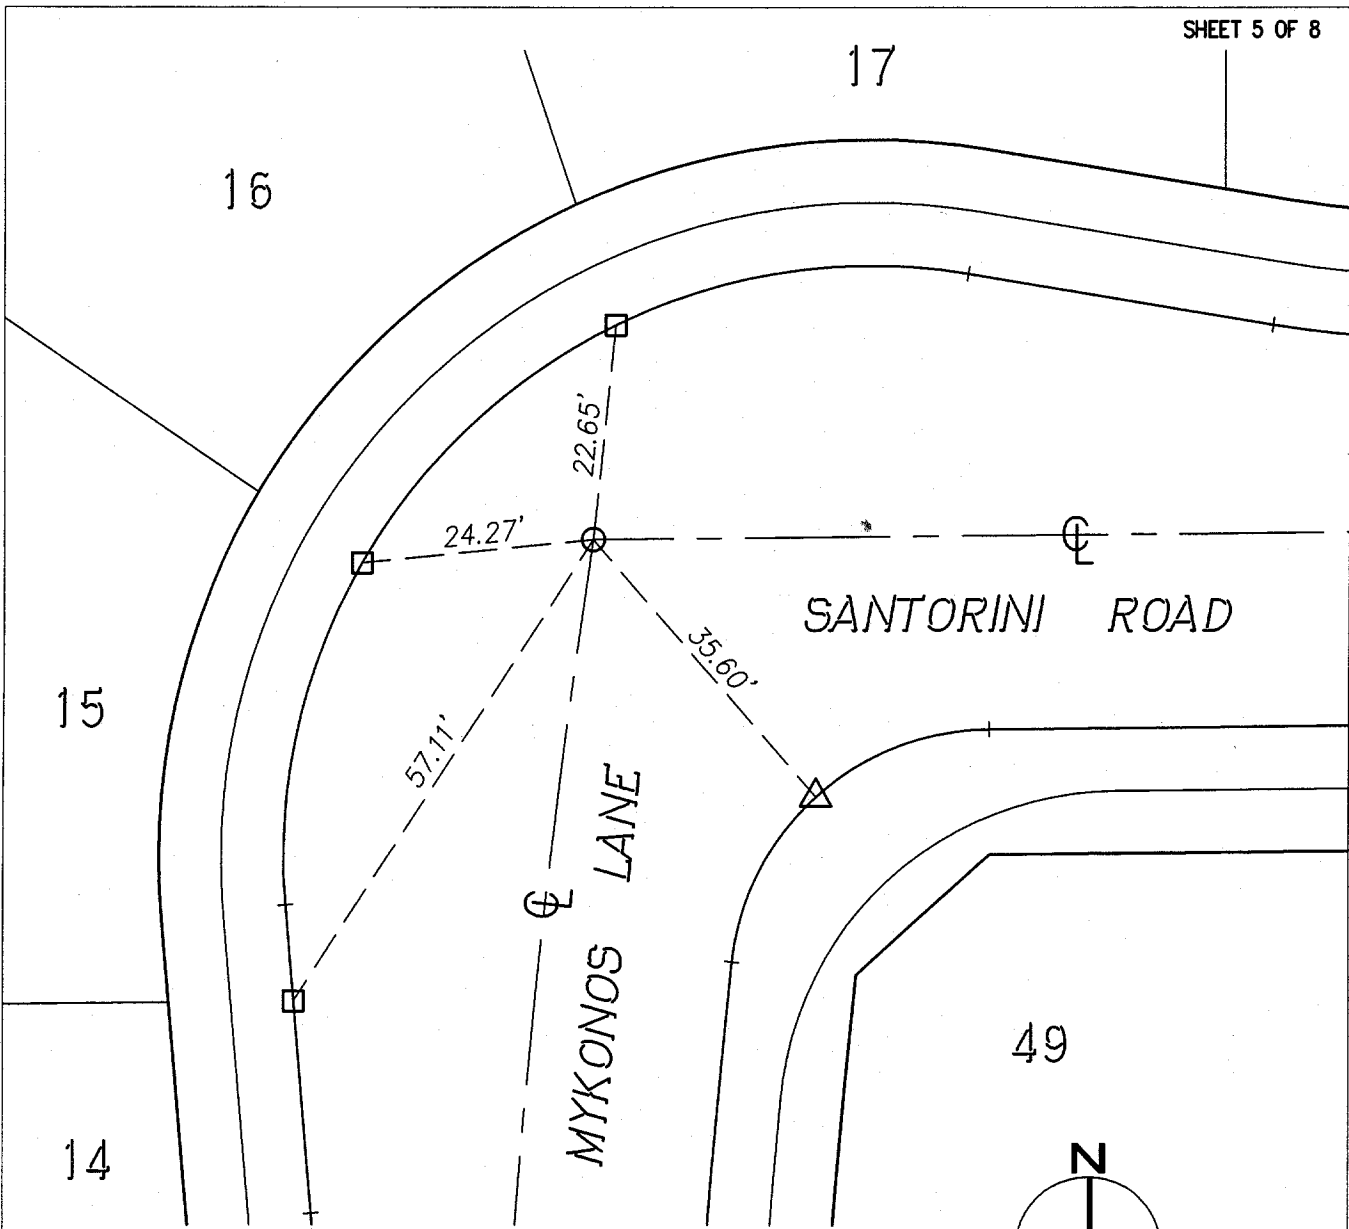 SHEET 5 OF 8
17
16
22.65'
24.27'
℄
SANTORINI ROAD
35.60'
15
57.11'
℄
MYKONOS LANE
49
14
N